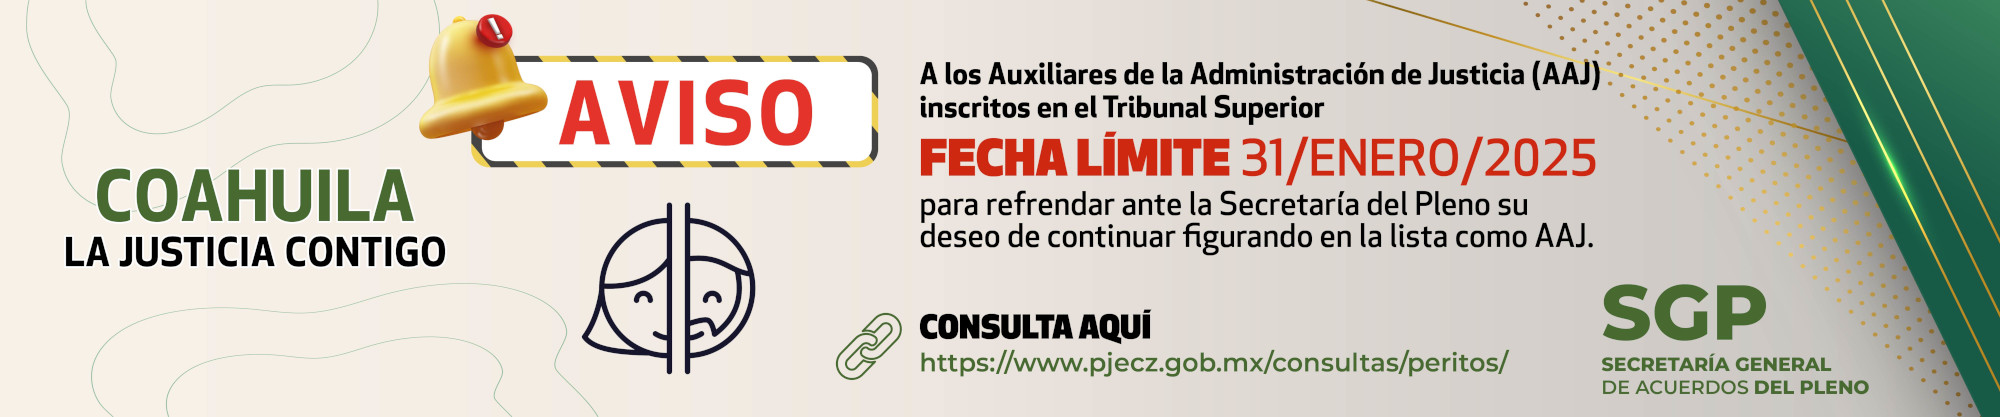 COAHUILA
LA JUSTICIA CONTIGO
AVISO
A los Auxiliares de la Administración de Justicia (AAJ)
inscritos en el Tribunal Superior
FECHA LÍMITE 31/ENERO/2025
para refrendar ante la Secretaría del Pleno su
deseo de continuar figurando en la lista como AAJ.
CONSULTA AQUÍ
https://www.pjecz.gob.mx/consultas/peritos/
SGP
SECRETARÍA GENERAL
DE ACUERDOS DEL PLENO